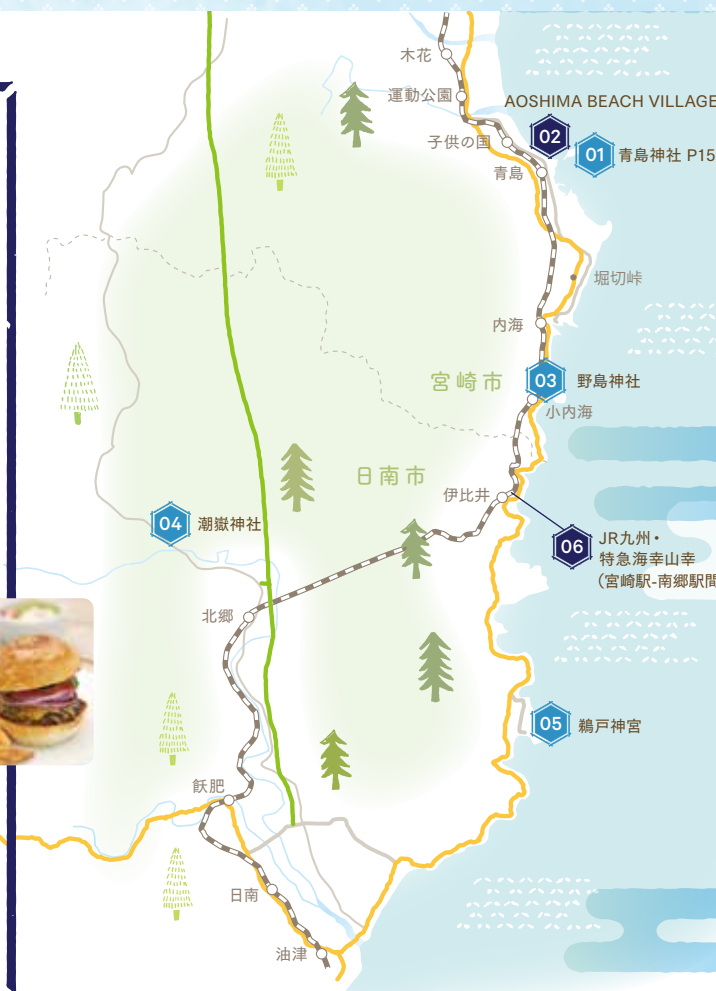 木花
運動公園
AOSHIMA BEACH VILLAGE
02
子供の国
01
青島神社 P15
青島
堀切峠
内海
宮崎市
03
野島神社
小内海
日南市
伊比井
04
潮嶽神社
06
JR九州・
特急海幸山幸
（宮崎駅-南郷駅間
北郷
05
鵜戸神宮
飫肥
日南
油津